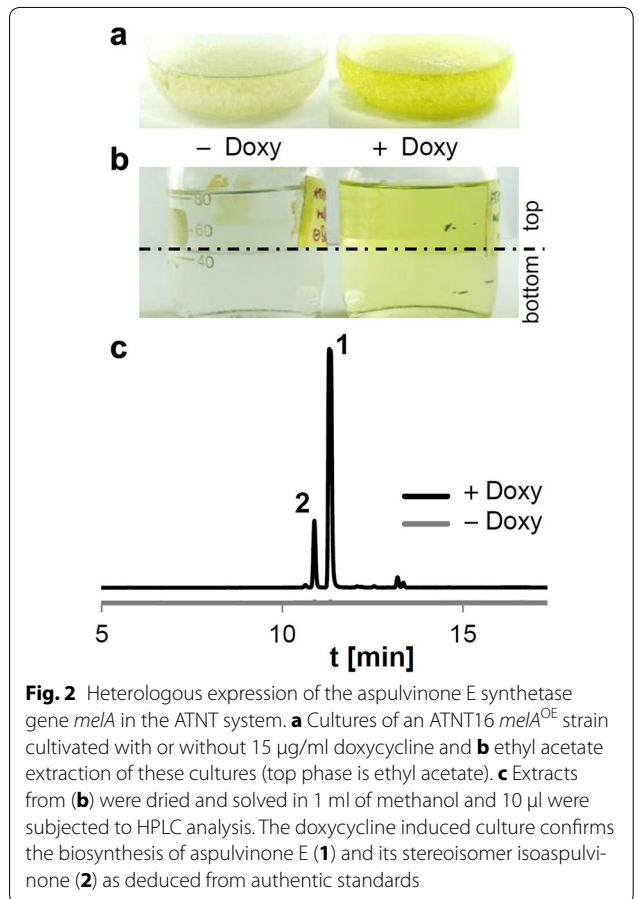 a
– Doxy + Doxy
b
80
60
40
top
bottom
c
1
2
+ Doxy
– Doxy
5 10 15
t [min]
Fig. 2 Heterologous expression of the aspulvinone E synthetase
gene melA in the ATNT system. a Cultures of an ATNT16 melA^OE strain
cultivated with or without 15 µg/ml doxycycline and b ethyl acetate
extraction of these cultures (top phase is ethyl acetate). c Extracts
from (b) were dried and solved in 1 ml of methanol and 10 µl were
subjected to HPLC analysis. The doxycycline induced culture confirms
the biosynthesis of aspulvinone E (1) and its stereoisomer isoaspulvi-
none (2) as deduced from authentic standards